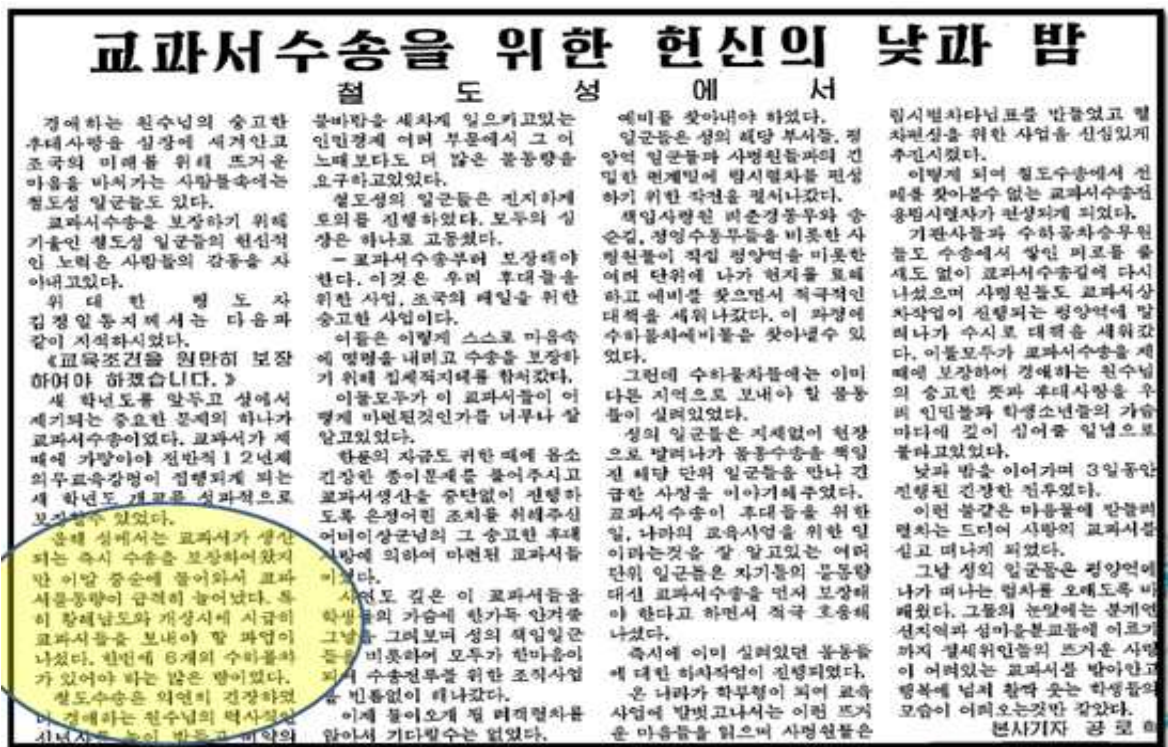 교과서수송을 위한 헌신의 낮과 밤
철도성에서
경애하는 원수님의 숭고한
후대사랑을 심장에 새겨안고
조국의 미래를 위해 뜨거운
마음을 바쳐가는 사람들속에는
철도성 일군들도 있다.
교과서수송을 보장하기 위해
기울인 철도성 일군들의 헌신적
인 노력은 사람들의 감동을 자
아내고있다.
위대한 령도자
김정일동지께서는 다음과
같이 지적하시였다.
《교육조건을 원만히 보장
하여야 하겠습니다.》
새 학년도를 앞두고 성에서
제기되는 중요한 문제의 하나가
교과서수송이였다. 교과서가 제
때에 가닿아야 전반적12년제
의무교육강령이 집행되게 되는
새 학년도 개교를 성과적으로
보장할수 있었다.
올해 성에서는 교과서가 생산
되는 즉시 수송을 보장하여왔지
만 이달 중순에 들어와서 교과
서물동량이 급격히 늘어났다. 특
히 황해남도와 개성시에 시급히
교과서들을 보내야 할 과업이
나섰다. 한번에 6개의 수하물차
가 있어야 하는 많은 량이였다.
철도수송은 의연히 긴장하였
다. 경애하는 원수님의 력사적인
신년사를 높이 받들고 비약의
불바람을 세차게 일으키고있는
인민경제 여러 부문에서 그 어
느때보다도 더 많은 물동량을
요구하고있었다.
철도성의 일군들은 진지하게
토의를 진행하였다. 모두의 심
장은 하나로 고동쳤다.
－교과서수송부터 보장해야
한다. 이것은 우리 후대들을
위한 사업, 조국의 래일을 위한
숭고한 사업이다.
이들은 이렇게 스스로 마음속
에 명령을 내리고 수송을 보장하
기 위해 집체적지혜를 합쳐갔다.
이들모두가 이 교과서들이 어
떻게 마련된것인가를 너무나 잘
알고있었다.
한푼의 자금도 귀한 때에 몸소
긴장한 종이문제를 풀어주시고
교과서생산을 중단없이 진행하
도록 은정어린 조치를 취해주신
어버이장군님의 그 숭고한 후대
사랑에 의하여 마련된 교과서들
이였다.
사연도 깊은 이 교과서들을
학생들의 가슴에 한가득 안겨줄
그날을 그려보며 성의 책임일군
들을 비롯하여 모두가 한마음이
되여 수송전투를 위한 조직사업
을 빈틈없이 해나갔다.
이제 들어오게 될 려객렬차를
앉아서 기다릴수는 없었다.
예비를 찾아내야 하였다.
일군들은 성의 해당 부서들, 평
양역 일군들과 사령원들과의 긴
밀한 련계밑에 림시렬차를 편성
하기 위한 작전을 펼쳐나갔다.
책임사령원 리춘경동무와 송
순길, 정영수동무들을 비롯한 사
령원들이 직접 평양역을 비롯한
여러 단위에 나가 현지를 료해
하고 예비를 찾으면서 적극적인
대책을 세워나갔다. 이 과정에
수하물차예비들을 찾아낼수 있
었다.
그런데 수하물차들에는 이미
다른 지역으로 보내야 할 물동
들이 실려있었다.
성의 일군들은 지체없이 현장
으로 달려나가 물동수송을 책임
진 해당 단위 일군들을 만나 긴
급한 사정을 이야기해주었다.
교과서수송이 후대들을 위한
일, 나라의 교육사업을 위한 일
이라는것을 잘 알고있는 여러
단위 일군들은 자기들의 물동량
대신 교과서수송을 먼저 보장해
야 한다고 하면서 적극 호응해
나섰다.
즉시에 이미 실려있던 물동들
에 대한 하차작업이 진행되였다.
온 나라가 학부형이 되여 교육
사업에 발벗고나서는 이런 뜨거
운 마음들을 읽으며 사령원들은
림시렬차다님표를 만들었고 렬
차편성을 위한 사업을 신심있게
추진시켰다.
이렇게 되여 철도수송에서 전
례를 찾아볼수 없는 교과서수송전
용림시렬차가 편성되게 되였다.
기관사들과 수하물차승무원
들도 수송에서 쌓인 피로를 풀
새도 없이 교과서수송길에 다시
나섰으며 사령원들도 교과서상
차작업이 진행되는 평양역에 달
려나가 수시로 대책을 세워갔
다. 이들모두가 교과서수송을 제
때에 보장하여 경애하는 원수님
의 숭고한 뜻과 후대사랑을 우
리 인민들과 학생소년들의 가슴
마다에 깊이 심어줄 일념으로
불타고있었다.
낮과 밤을 이어가며 3일동안
진행된 긴장한 전투였다.
이런 불같은 마음들에 받들려
렬차는 드디여 사랑의 교과서를
싣고 떠나게 되였다.
그날 성의 일군들은 평양역에
나가 떠나는 렬차를 오래도록 바
래웠다. 그들의 눈앞에는 분계연
선지역과 섬마을분교들에 이르기
까지 절세위인들의 뜨거운 사랑
이 어려있는 교과서를 받아안고
행복에 넘쳐 활짝 웃는 학생들의
모습이 어려오는것만 같았다.
본사기자 공로혁